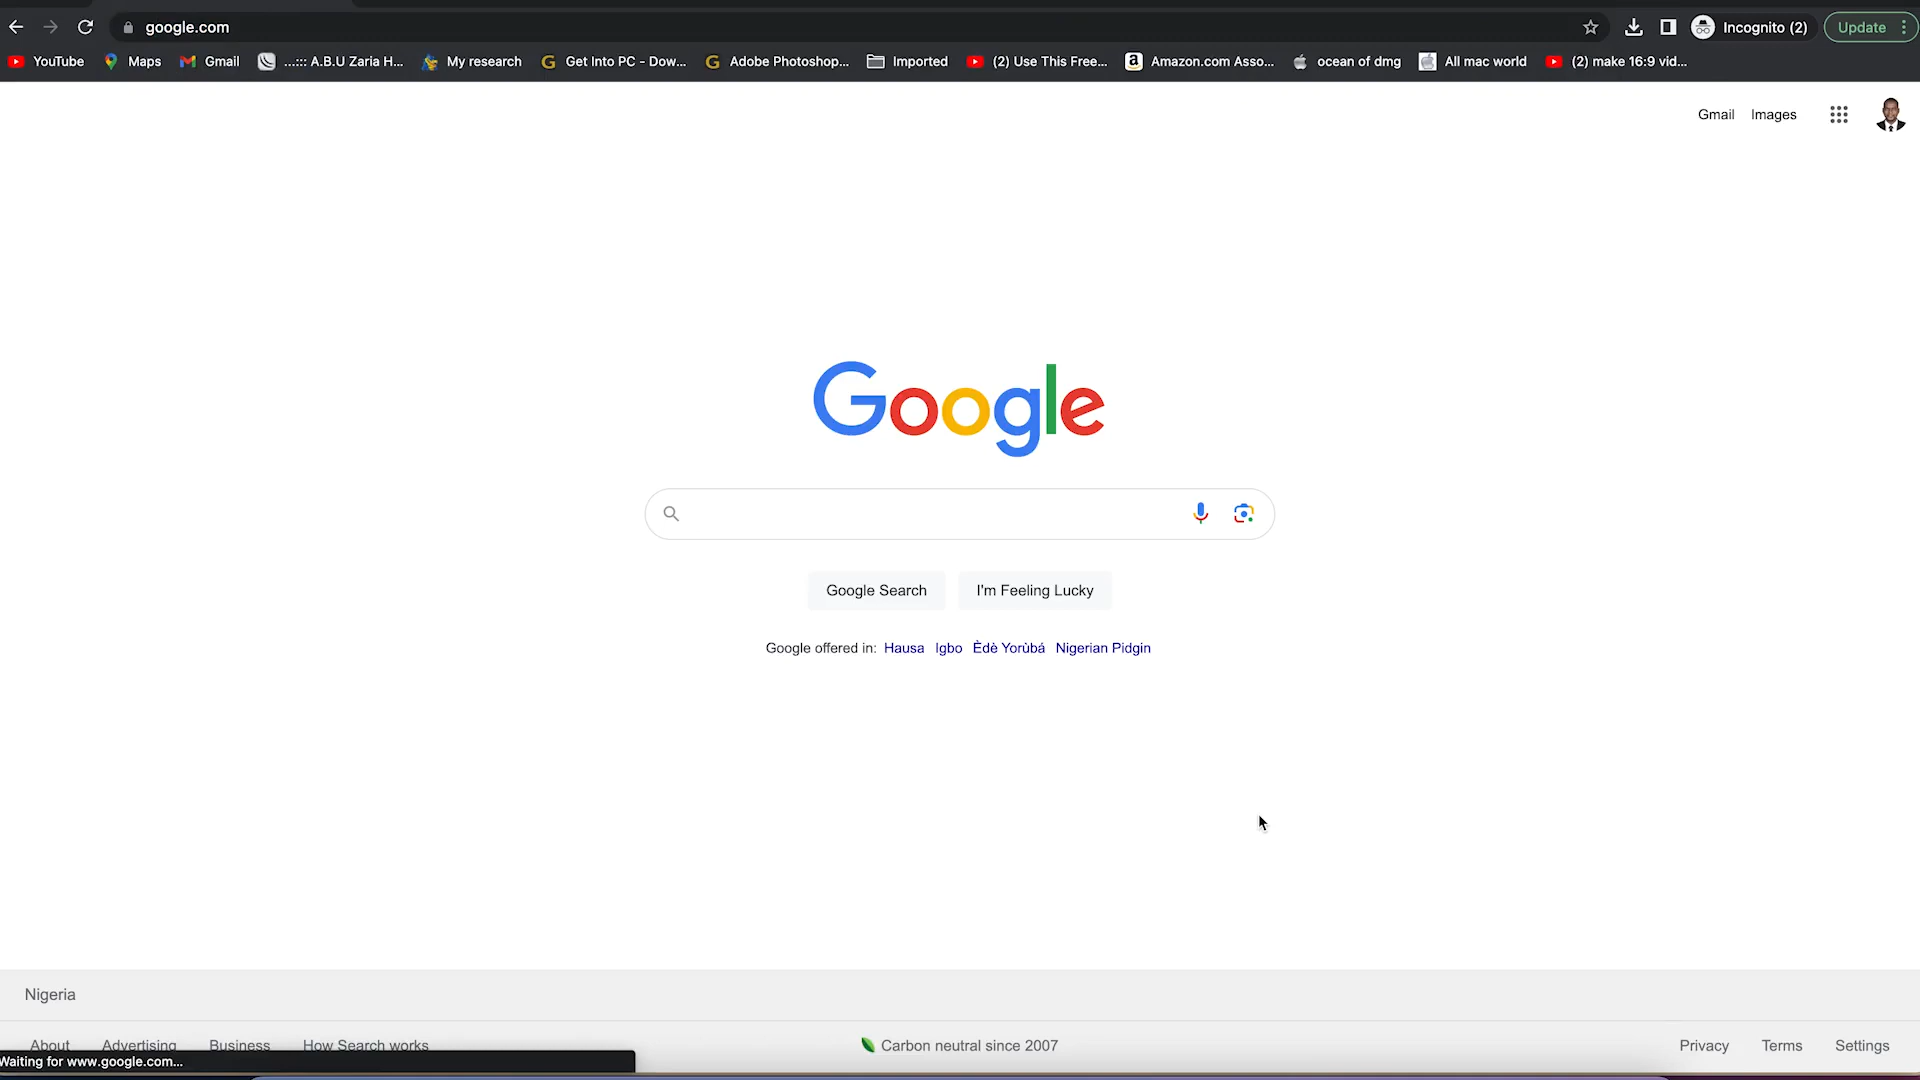 google.com
Incognito (2)
Update
YouTube
Maps
Gmail
...::: A.B.U Zaria H...
My research
Get Into PC - Dow...
Adobe Photoshop...
Imported
(2) Use This Free...
Amazon.com Asso...
ocean of dmg
All mac world
(2) make 16:9 vid...
Gmail
Images
Google
Google Search
I'm Feeling Lucky
Google offered in: Hausa Igbo Èdè Yorùbá Nigerian Pidgin
Nigeria
About
Advertising
Business
How Search works
Carbon neutral since 2007
Privacy
Terms
Settings
Waiting for www.google.com...